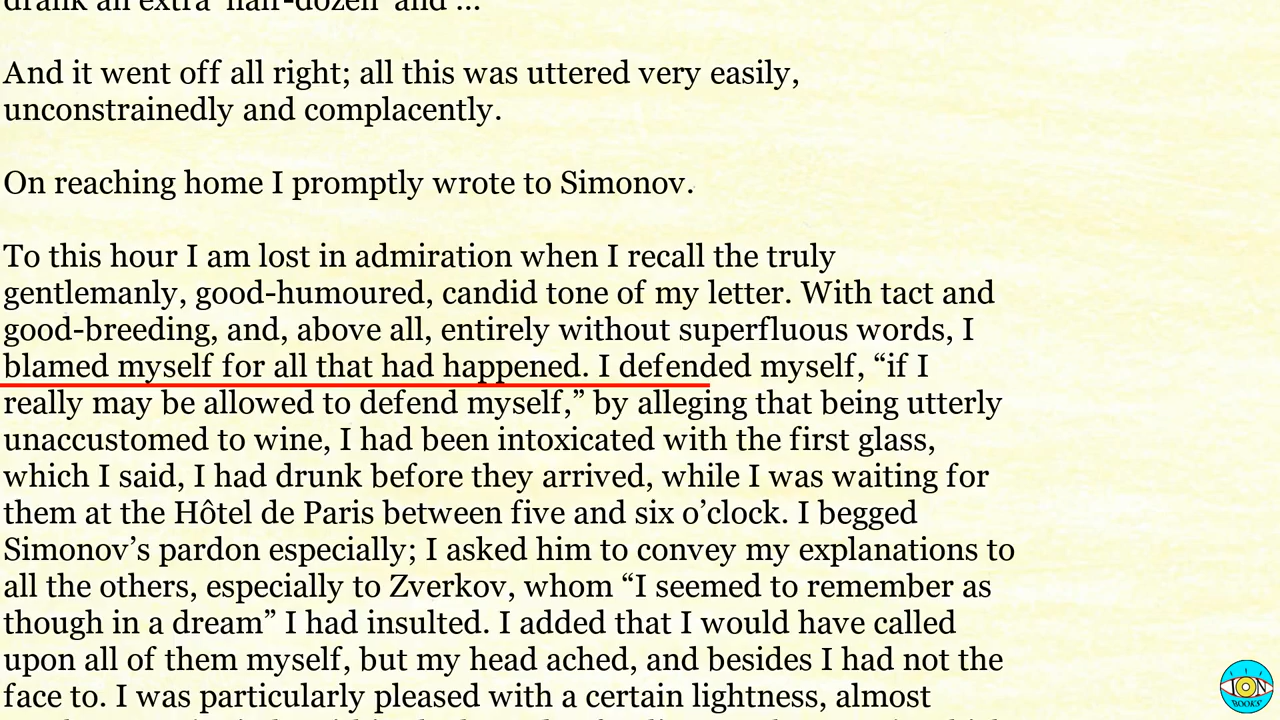 drank an extra 'half-dozen' and ...
And it went off all right; all this was uttered very easily,
unconstrainedly and complacently.
On reaching home I promptly wrote to Simonov.
To this hour I am lost in admiration when I recall the truly
gentlemanly, good-humoured, candid tone of my letter. With tact and
good-breeding, and, above all, entirely without superfluous words, I
blamed myself for all that had happened. I defended myself, “if I
really may be allowed to defend myself,” by alleging that being utterly
unaccustomed to wine, I had been intoxicated with the first glass,
which I said, I had drunk before they arrived, while I was waiting for
them at the Hôtel de Paris between five and six o’clock. I begged
Simonov’s pardon especially; I asked him to convey my explanations to
all the others, especially to Zverkov, whom “I seemed to remember as
though in a dream” I had insulted. I added that I would have called
upon all of them myself, but my head ached, and besides I had not the
face to. I was particularly pleased with a certain lightness, almost
ION
BOOKS